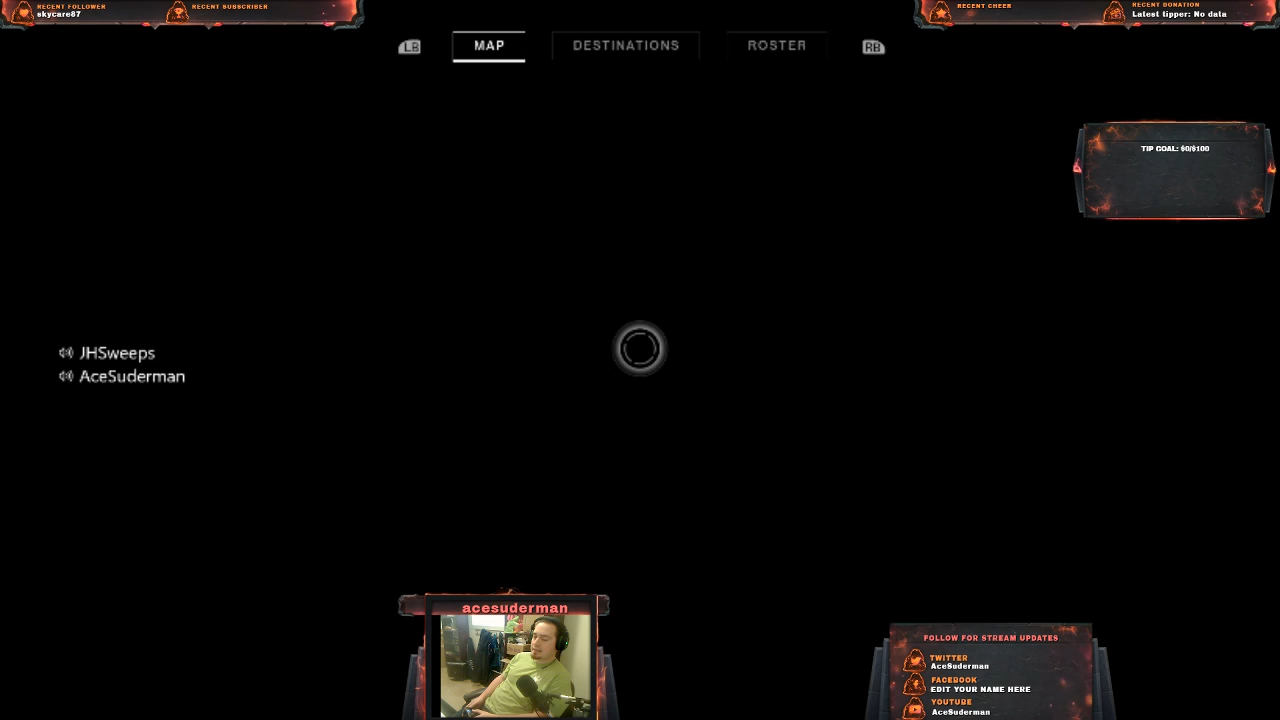 RECENT FOLLOWER
skycare87
RECENT SUBSCRIBER
RECENT CHEER
RECENT DONATION
Latest tipper: No data
LB
MAP
DESTINATIONS
ROSTER
RB
TIP GOAL: $0/$100
JHSweeps
AceSuderman
acesuderman
FOLLOW FOR STREAM UPDATES
TWITTER
AceSuderman
FACEBOOK
EDIT YOUR NAME HERE
YOUTUBE
AceSuderman